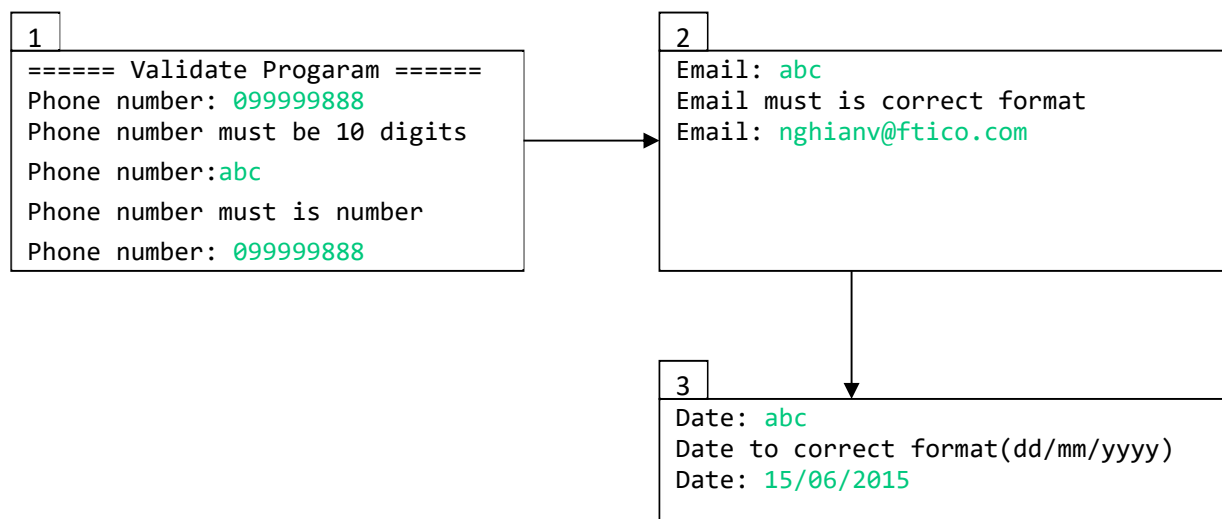 1
====== Validate Progaram ======
Phone number: 099999888
Phone number must be 10 digits
Phone number:abc
Phone number must is number
Phone number: 099999888
2
Email: abc
Email must is correct format
Email: nghianv@ftico.com
3
Date: abc
Date to correct format(dd/mm/yyyy)
Date: 15/06/2015